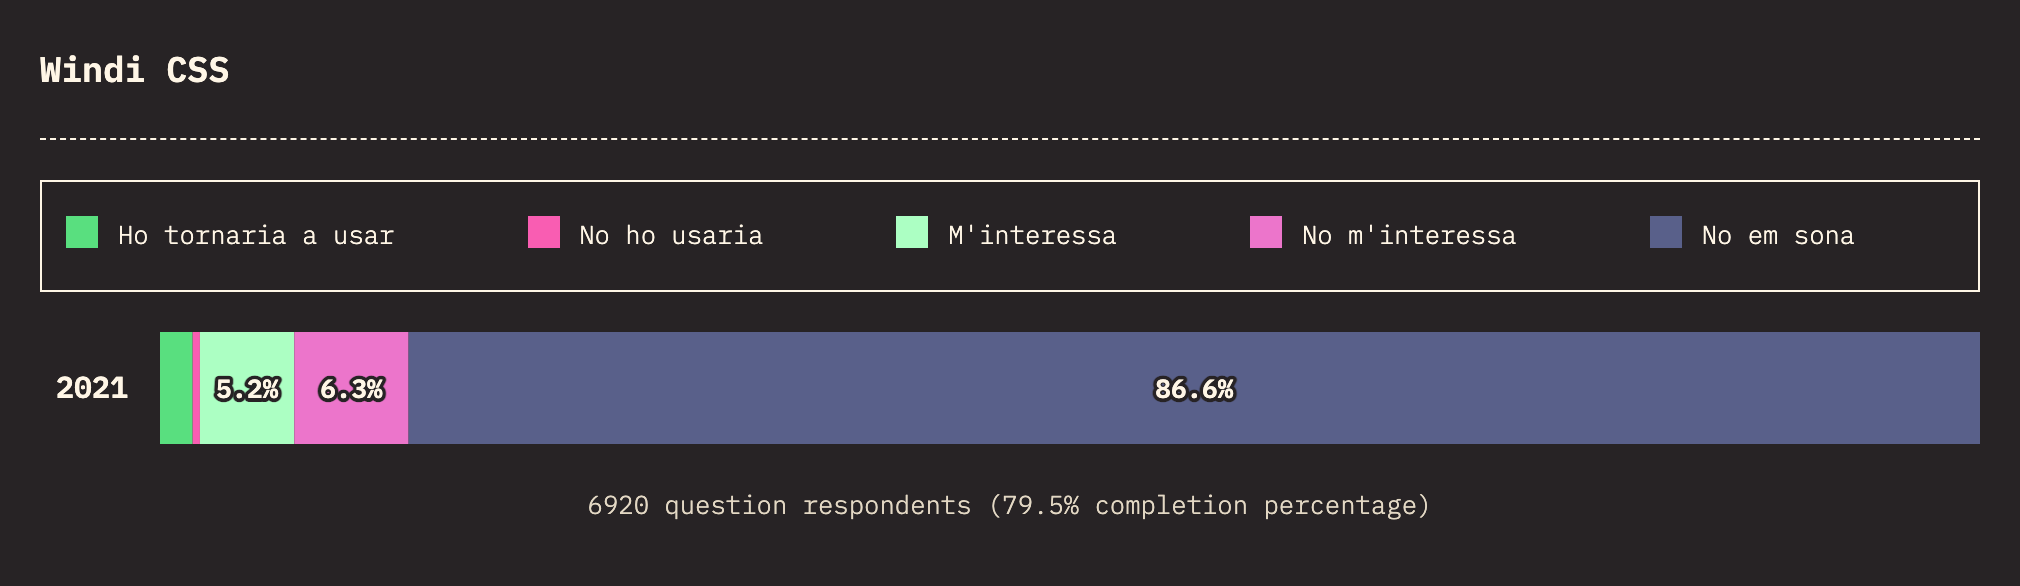 Windi CSS
Ho tornaria a usar No ho usaria M'interessa No m'interessa No em sona
2021 5.2% 6.3% 86.6%
6920 question respondents (79.5% completion percentage)